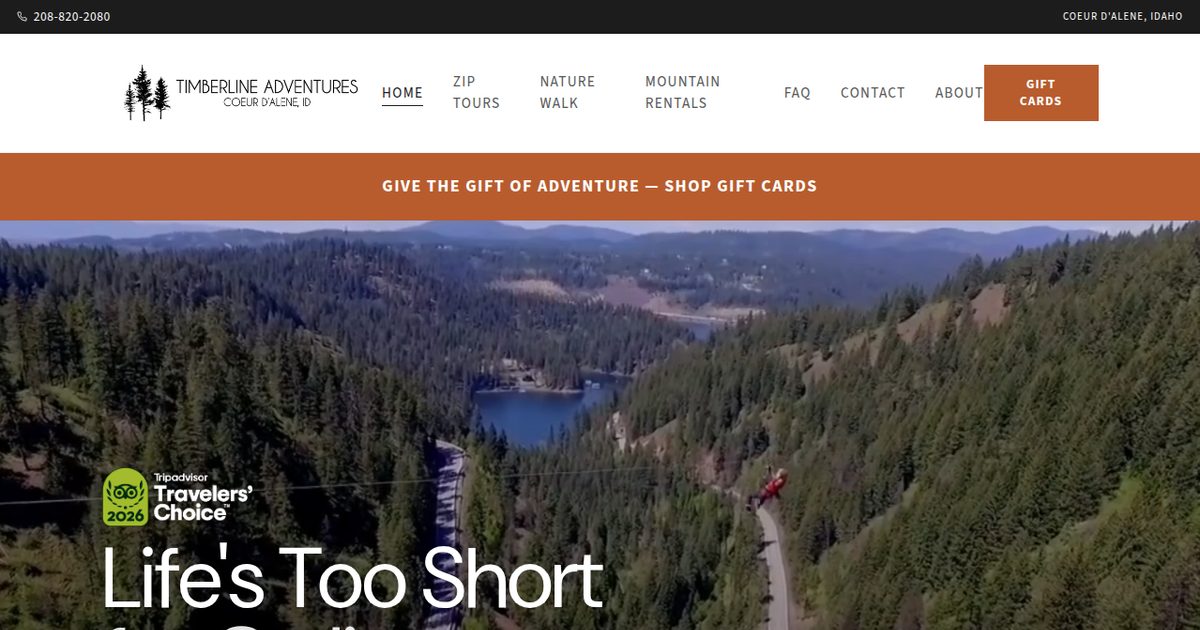 208-820-2080
COEUR D'ALENE, IDAHO
TIMBERLINE ADVENTURES
COEUR D'ALENE, ID
HOME
ZIP
TOURS
NATURE
WALK
MOUNTAIN
RENTALS
FAQ
CONTACT
ABOUT
GIFT
CARDS
GIVE THE GIFT OF ADVENTURE — SHOP GIFT CARDS
Tripadvisor
Travelers'
Choice™
2026
Life's Too Short